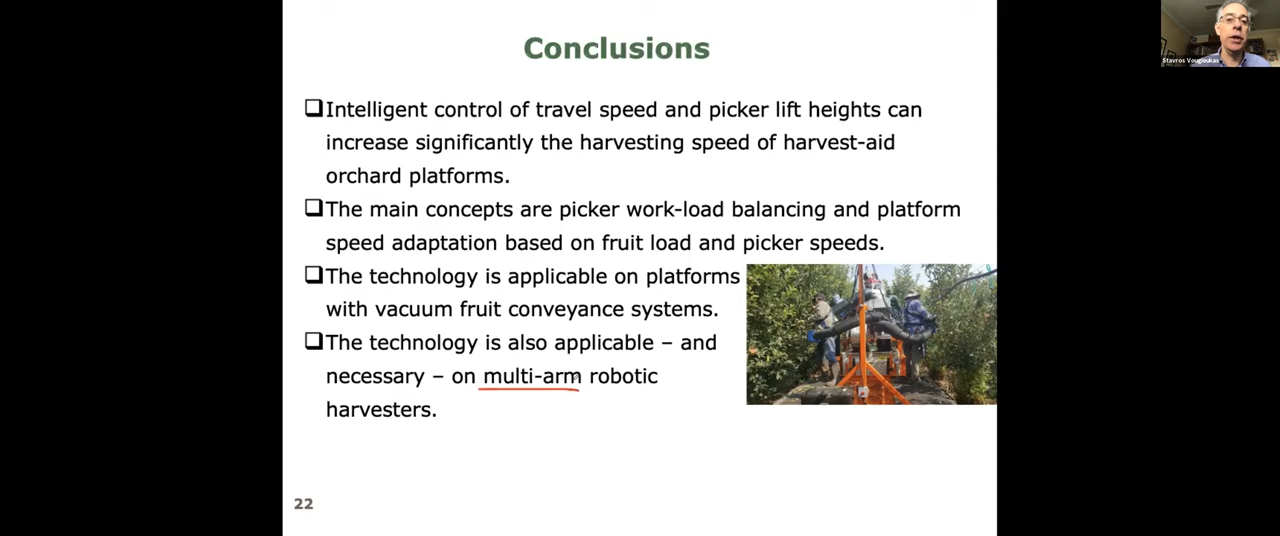 Conclusions
Stavros Vougioukas
❑Intelligent control of travel speed and picker lift heights can
increase significantly the harvesting speed of harvest-aid
orchard platforms.
❑The main concepts are picker work-load balancing and platform
speed adaptation based on fruit load and picker speeds.
❑The technology is applicable on platforms
with vacuum fruit conveyance systems.
❑The technology is also applicable – and
necessary – on multi-arm robotic
harvesters.
22